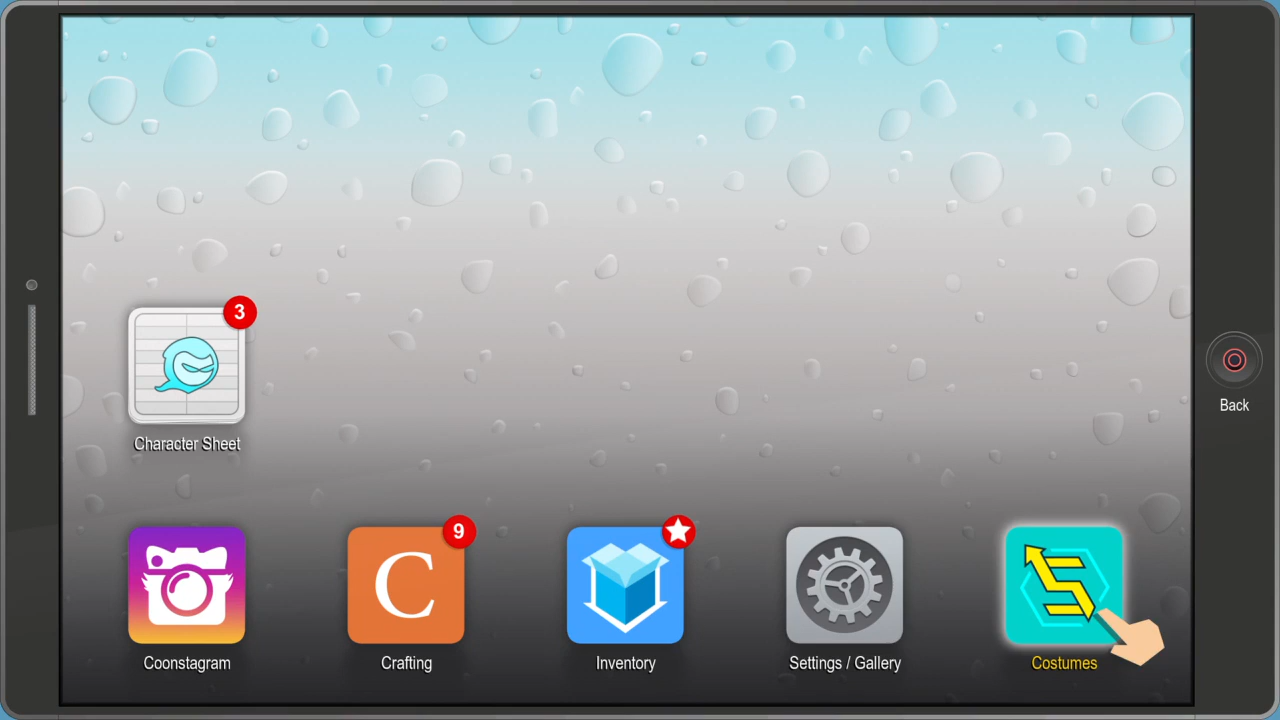 3
Character Sheet
Back
9
C
Coonstagram
Crafting
Inventory
Settings / Gallery
Costumes